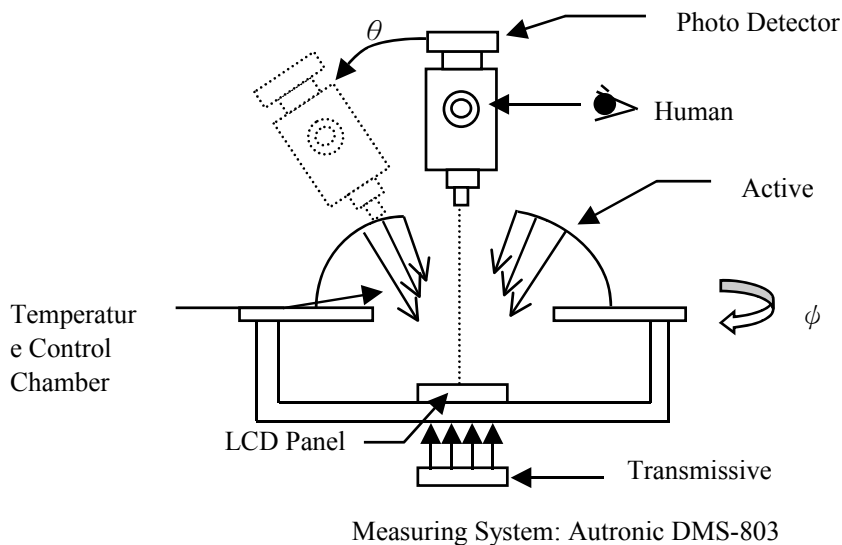 θ
Photo Detector
Human
Active
Temperatur
e Control
Chamber
ϕ
LCD Panel
Transmissive
Measuring System: Autronic DMS-803